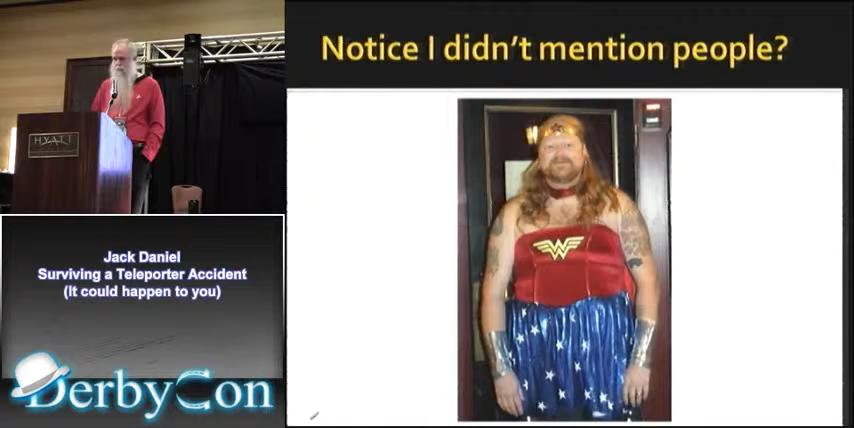 Notice I didn't mention people?
HYATT
Jack Daniel
Surviving a Teleporter Accident
(It could happen to you)
DerbyCon